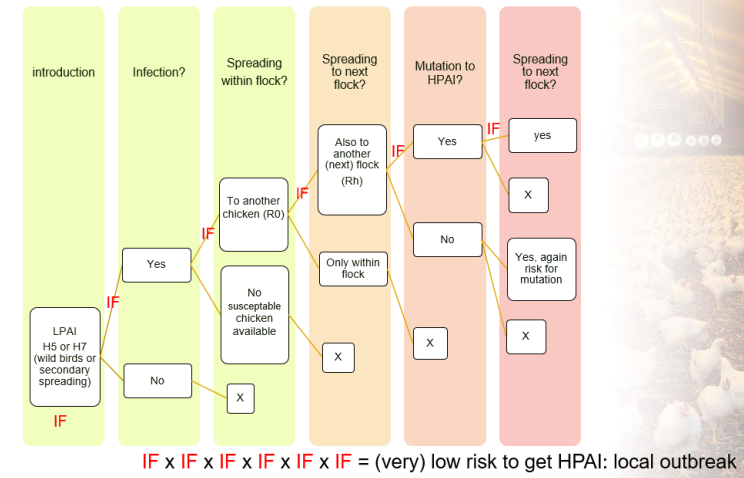 introduction
Infection?
Spreading
within flock?
Spreading
to next
flock?
Mutation to
HPAI?
Spreading
to next
flock?
LPAI
H5 or H7
(wild birds or
secondary
spreading)
IF
IF
Yes
No
IF
To another
chicken (R0)
No
susceptable
chicken
available
X
IF
Also to
another
(next) flock
(Rh)
Only within
flock
X
IF
Yes
No
X
IF
yes
X
Yes, again
risk for
mutation
X
IF x IF x IF x IF x IF x IF = (very) low risk to get HPAI: local outbreak